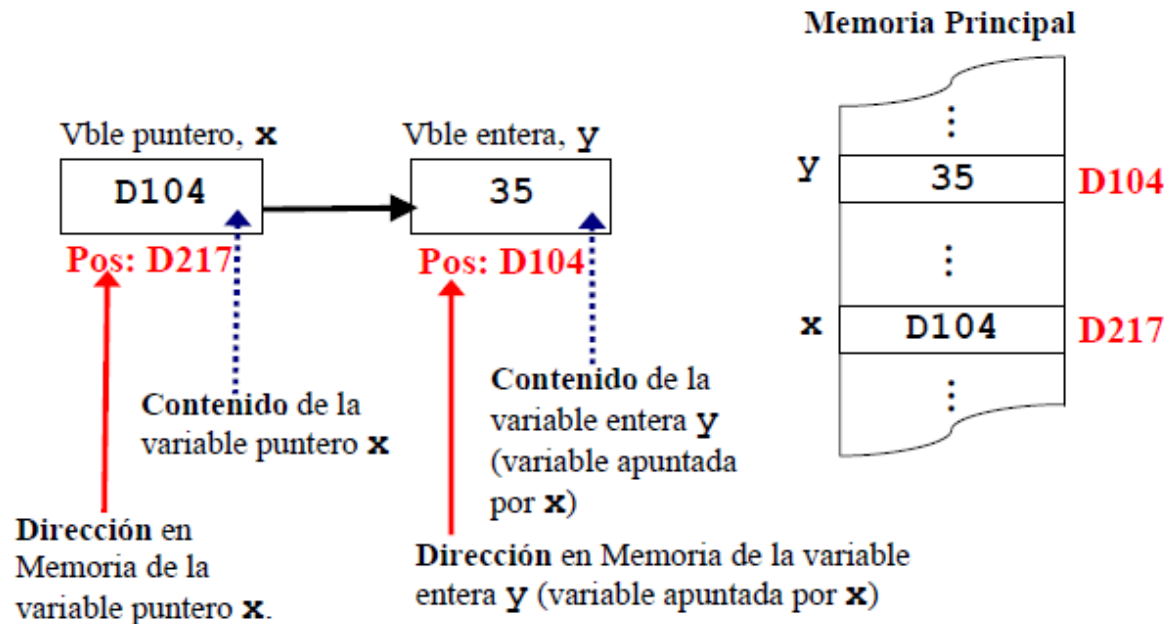 Memoria Principal
Vble puntero, x
Vble entera, y
D104
35
Pos: D217
Pos: D104
Contenido de la
variable puntero x
Contenido de la
variable entera y
(variable apuntada
por x)
Dirección en
Memoria de la
variable puntero x.
Dirección en Memoria de la variable
entera y (variable apuntada por x)
...
y 35 D104
...
x D104 D217
...